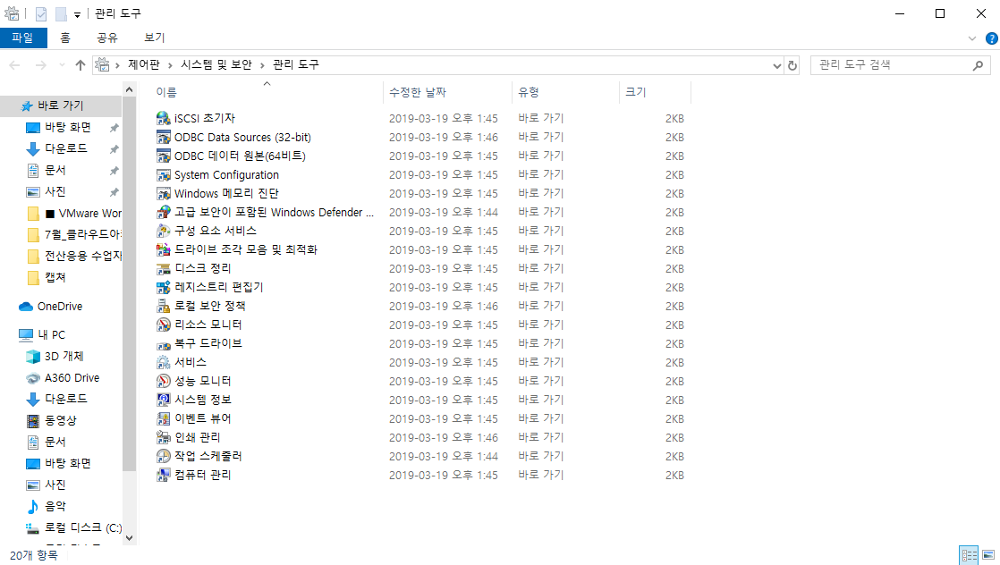 관리 도구
파일 홈 공유 보기
제어판 시스템 및 보안 관리 도구 관리 도구 검색
이름 수정한 날짜 유형 크기
바로 가기
바탕 화면
다운로드
문서
사진
■ VMware Wor
7월_클라우드아
전산응용 수업자
캡쳐
OneDrive
내 PC
3D 개체
A360 Drive
다운로드
동영상
문서
바탕 화면
사진
음악
로컬 디스크 (C:)
iSCSI 초기자 2019-03-19 오후 1:45 바로 가기 2KB
ODBC Data Sources (32-bit) 2019-03-19 오후 1:46 바로 가기 2KB
ODBC 데이터 원본(64비트) 2019-03-19 오후 1:45 바로 가기 2KB
System Configuration 2019-03-19 오후 1:45 바로 가기 2KB
Windows 메모리 진단 2019-03-19 오후 1:45 바로 가기 2KB
고급 보안이 포함된 Windows Defender ... 2019-03-19 오후 1:44 바로 가기 2KB
구성 요소 서비스 2019-03-19 오후 1:45 바로 가기 2KB
드라이브 조각 모음 및 최적화 2019-03-19 오후 1:45 바로 가기 2KB
디스크 정리 2019-03-19 오후 1:45 바로 가기 2KB
레지스트리 편집기 2019-03-19 오후 1:45 바로 가기 2KB
로컬 보안 정책 2019-03-19 오후 1:46 바로 가기 2KB
리소스 모니터 2019-03-19 오후 1:45 바로 가기 2KB
복구 드라이브 2019-03-19 오후 1:45 바로 가기 2KB
서비스 2019-03-19 오후 1:45 바로 가기 2KB
성능 모니터 2019-03-19 오후 1:45 바로 가기 2KB
시스템 정보 2019-03-19 오후 1:45 바로 가기 2KB
이벤트 뷰어 2019-03-19 오후 1:45 바로 가기 2KB
인쇄 관리 2019-03-19 오후 1:46 바로 가기 2KB
작업 스케줄러 2019-03-19 오후 1:44 바로 가기 2KB
컴퓨터 관리 2019-03-19 오후 1:45 바로 가기 2KB
20개 항목